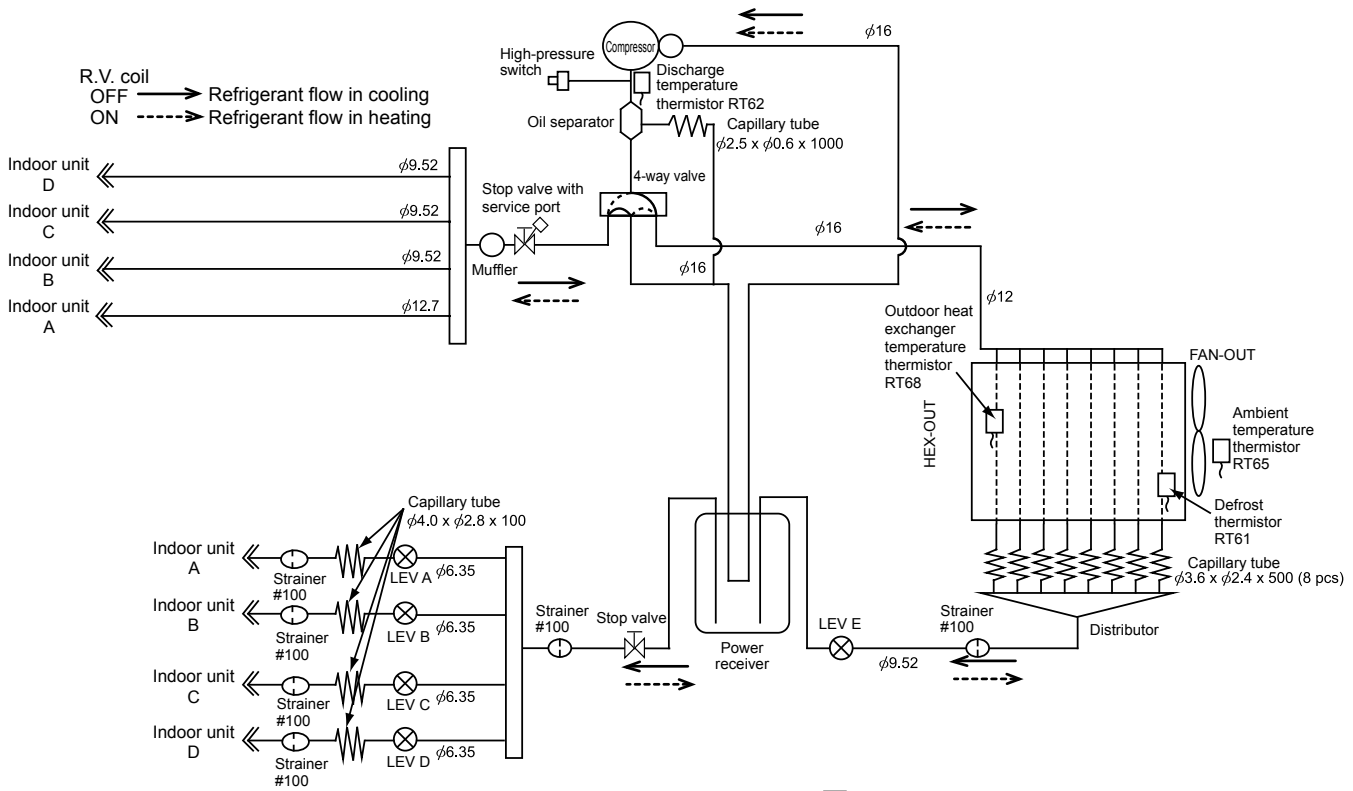 Compressor
ϕ16
High-pressure
switch
Discharge
temperature
thermistor RT62
R.V. coil
OFF Refrigerant flow in cooling
ON Refrigerant flow in heating
Oil separator
Capillary tube
ϕ2.5 x ϕ0.6 x 1000
Indoor unit
D
ϕ9.52
4-way valve
Stop valve with
service port
Indoor unit
C
ϕ9.52
ϕ16
Indoor unit
B
ϕ9.52
Muffler
ϕ16
Indoor unit
A
ϕ12.7
ϕ12
Outdoor heat
exchanger
temperature
thermistor
RT68
FAN-OUT
HEX-OUT
Ambient
temperature
thermistor
RT65
Defrost
thermistor
RT61
Capillary tube
ϕ3.6 x ϕ2.4 x 500 (8 pcs)
Distributor
Capillary tube
ϕ4.0 x ϕ2.8 x 100
Indoor unit
A
Strainer
#100
LEV A
ϕ6.35
Indoor unit
B
Strainer
#100
LEV B
ϕ6.35
Strainer
#100
Stop valve
Power
receiver
LEV E
ϕ9.52
Strainer
#100
Indoor unit
C
Strainer
#100
LEV C
ϕ6.35
Indoor unit
D
Strainer
#100
LEV D
ϕ6.35